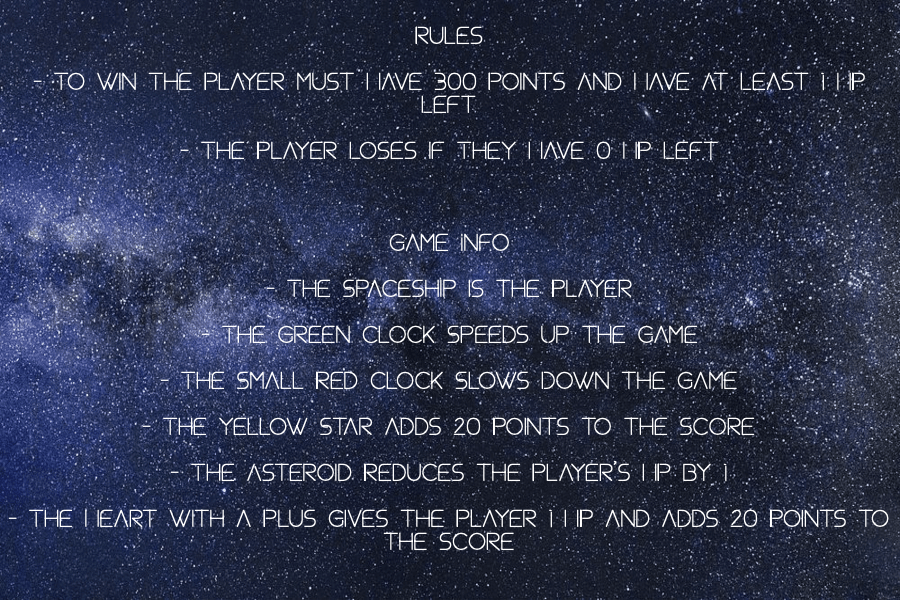 RULES
- TO WIN THE PLAYER MUST HAVE 300 POINTS AND HAVE AT LEAST 1 HP
LEFT
- THE PLAYER LOSES IF THEY HAVE 0 HP LEFT
GAME INFO
- THE SPACESHIP IS THE PLAYER
- THE GREEN CLOCK SPEEDS UP THE GAME
- THE SMALL RED CLOCK SLOWS DOWN THE GAME
- THE YELLOW STAR ADDS 20 POINTS TO THE SCORE
- THE ASTEROID REDUCES THE PLAYER'S HP BY 1
- THE HEART WITH A PLUS GIVES THE PLAYER 1 HP AND ADDS 20 POINTS TO
THE SCORE